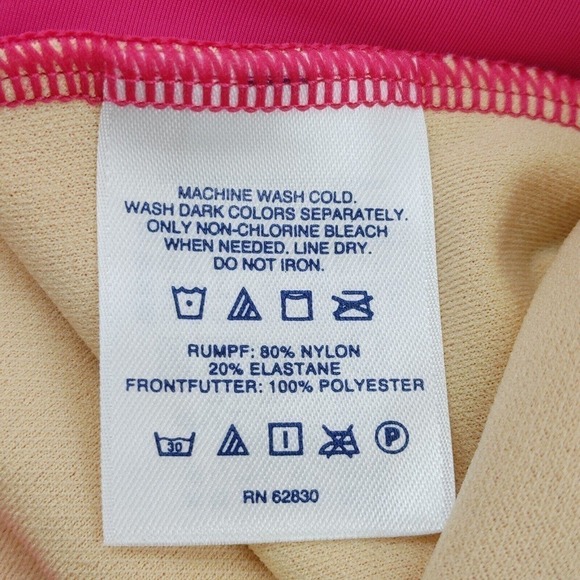 MACHINE WASH COLD.
WASH DARK COLORS SEPARATELY.
ONLY NON-CHLORINE BLEACH
WHEN NEEDED. LINE DRY.
DO NOT IRON.
RUMPF: 80% NYLON
20% ELASTANE
FRONTFUTTER: 100% POLYESTER
30 P
RN 62830